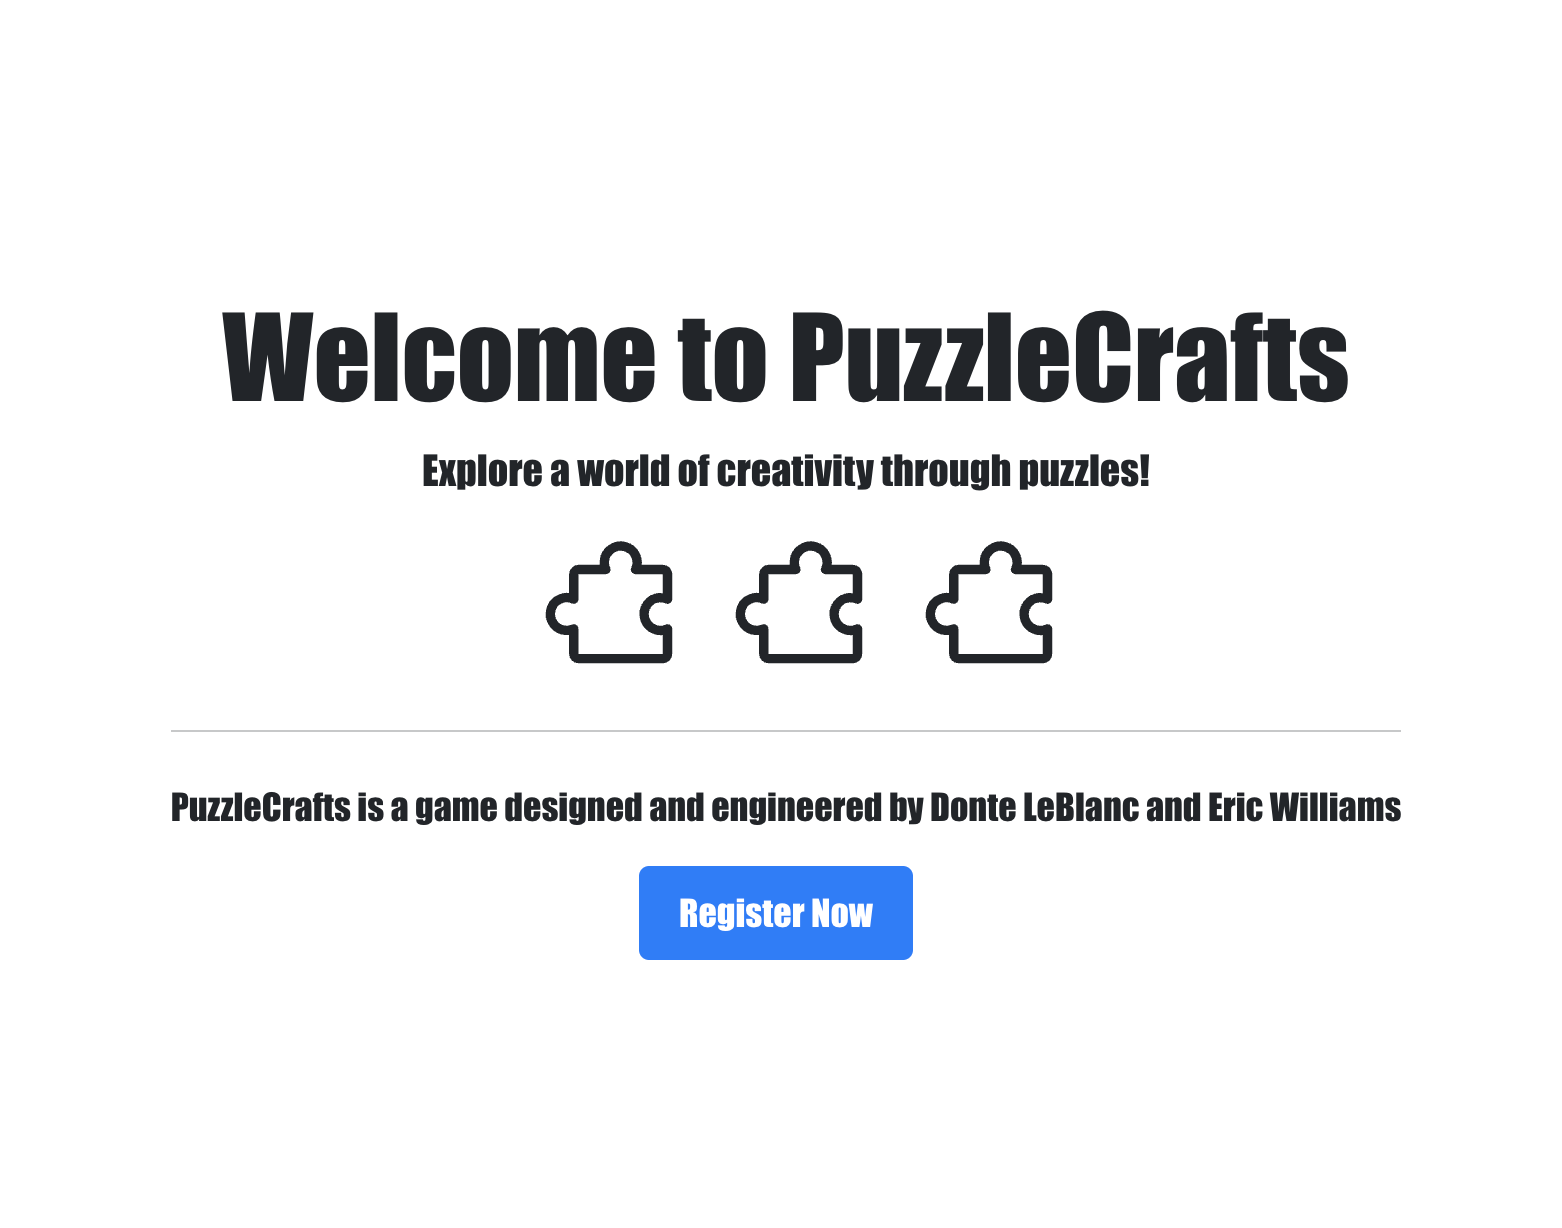 Welcome to PuzzleCrafts
Explore a world of creativity through puzzles!
PuzzleCrafts is a game designed and engineered by Donte LeBlanc and Eric Williams
Register Now